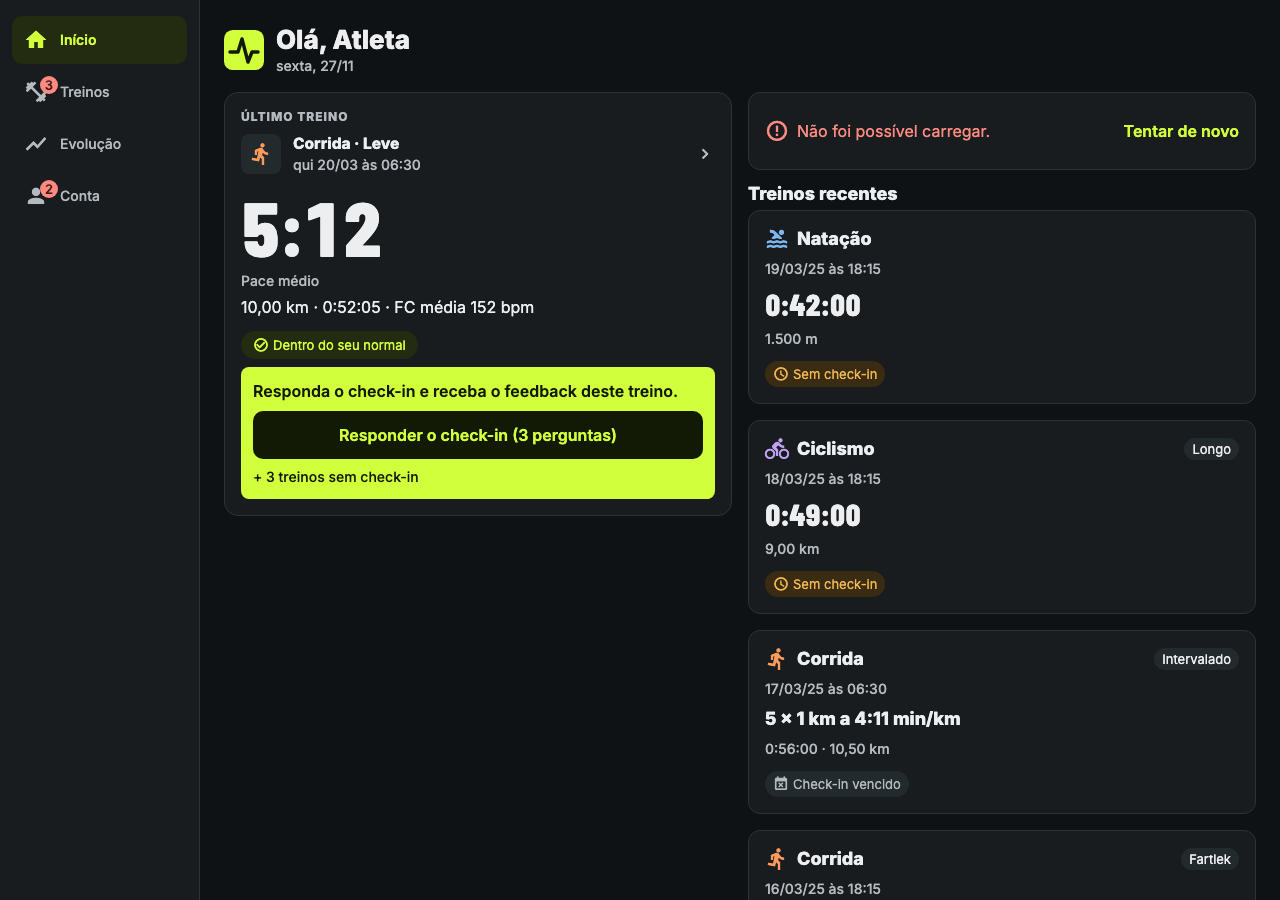 Início
3
Treinos
Evolução
2
Conta
Olá, Atleta
sexta, 27/11
ÚLTIMO TREINO
Corrida · Leve
qui 20/03 às 06:30
5:12
Pace médio
10,00 km · 0:52:05 · FC média 152 bpm
Dentro do seu normal
Responda o check-in e receba o feedback deste treino.
Responder o check-in (3 perguntas)
+ 3 treinos sem check-in
Não foi possível carregar.
Tentar de novo
Treinos recentes
Natação
19/03/25 às 18:15
0:42:00
1.500 m
Sem check-in
Ciclismo
Longo
18/03/25 às 18:15
0:49:00
9,00 km
Sem check-in
Corrida
Intervalado
17/03/25 às 06:30
5 × 1 km a 4:11 min/km
0:56:00 · 10,50 km
Check-in vencido
Corrida
Fartlek
16/03/25 às 18:15